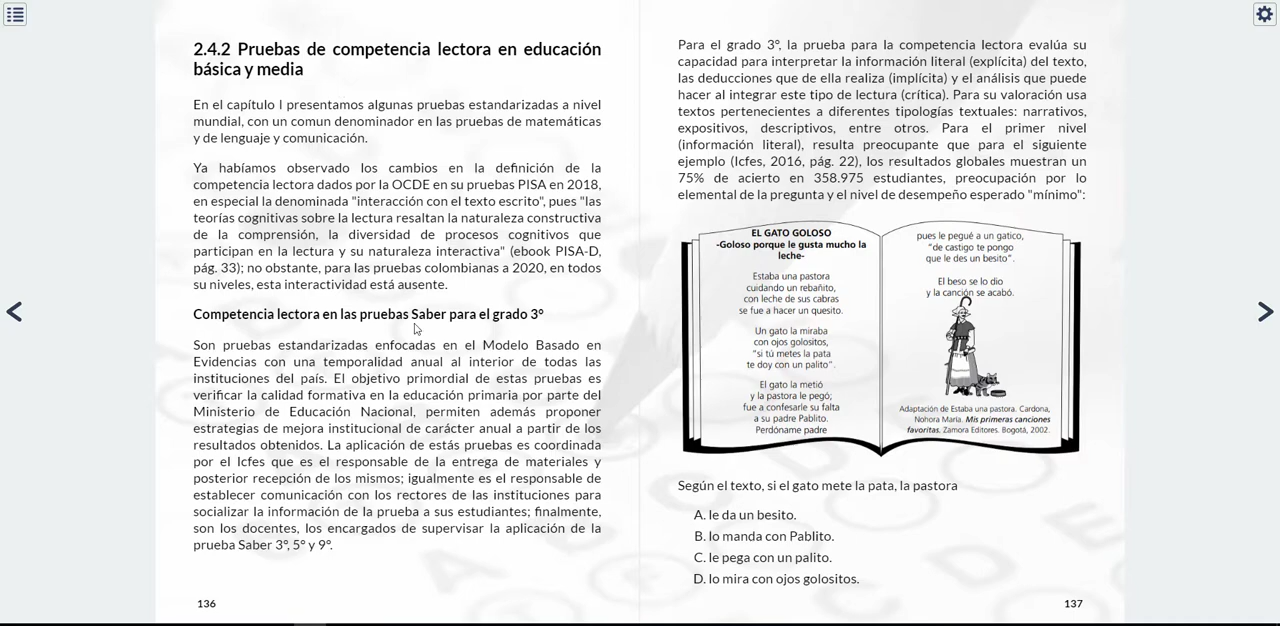 2.4.2 Pruebas de competencia lectora en educación
básica y media
En el capítulo I presentamos algunas pruebas estandarizadas a nivel
mundial, con un comun denominador en las pruebas de matemáticas
y de lenguaje y comunicación.
Ya habíamos observado los cambios en la definición de la
competencia lectora dados por la OCDE en su pruebas PISA en 2018,
en especial la denominada "interacción con el texto escrito", pues "las
teorías cognitivas sobre la lectura resaltan la naturaleza constructiva
de la comprensión, la diversidad de procesos cognitivos que
participan en la lectura y su naturaleza interactiva" (ebook PISA-D,
pág. 33); no obstante, para las pruebas colombianas a 2020, en todos
su niveles, esta interactividad está ausente.
Competencia lectora en las pruebas Saber para el grado 3°
Son pruebas estandarizadas enfocadas en el Modelo Basado en
Evidencias con una temporalidad anual al interior de todas las
instituciones del país. El objetivo primordial de estas pruebas es
verificar la calidad formativa en la educación primaria por parte del
Ministerio de Educación Nacional, permiten además proponer
estrategias de mejora institucional de carácter anual a partir de los
resultados obtenidos. La aplicación de estás pruebas es coordinada
por el Icfes que es el responsable de la entrega de materiales y
posterior recepción de los mismos; igualmente es el responsable de
establecer comunicación con los rectores de las instituciones para
socializar la información de la prueba a sus estudiantes; finalmente,
son los docentes, los encargados de supervisar la aplicación de la
prueba Saber 3°, 5° y 9°.
136
Para el grado 3°, la prueba para la competencia lectora evalúa su
capacidad para interpretar la información literal (explícita) del texto,
las deducciones que de ella realiza (implícita) y el análisis que puede
hacer al integrar este tipo de lectura (crítica). Para su valoración usa
textos pertenecientes a diferentes tipologías textuales: narrativos,
expositivos, descriptivos, entre otros. Para el primer nivel
(información literal), resulta preocupante que para el siguiente
ejemplo (Icfes, 2016, pág. 22), los resultados globales muestran un
75% de acierto en 358.975 estudiantes, preocupación por lo
elemental de la pregunta y el nivel de desempeño esperado "mínimo":
EL GATO GOLOSO
-Goloso porque le gusta mucho la
leche-
Estaba una pastora
cuidando un rebañito,
con leche de sus cabras
se fue a hacer un quesito.
Un gato la miraba
con ojos golositos,
"si tú metes la pata
te doy con un palito".
El gato la metió
y la pastora le pegó;
fue a confesarle su falta
a su padre Pablito.
Perdóname padre
pues le pegué a un gatico,
"de castigo te pongo
que le des un besito".
El beso se lo dio
y la canción se acabó.
Adaptación de Estaba una pastora. Cardona,
Nohora María. Mis primeras canciones
favoritas. Zamora Editores. Bogotá, 2002.
Según el texto, si el gato mete la pata, la pastora
A. le da un besito.
B. lo manda con Pablito.
C. le pega con un palito.
D. lo mira con ojos golositos.
137